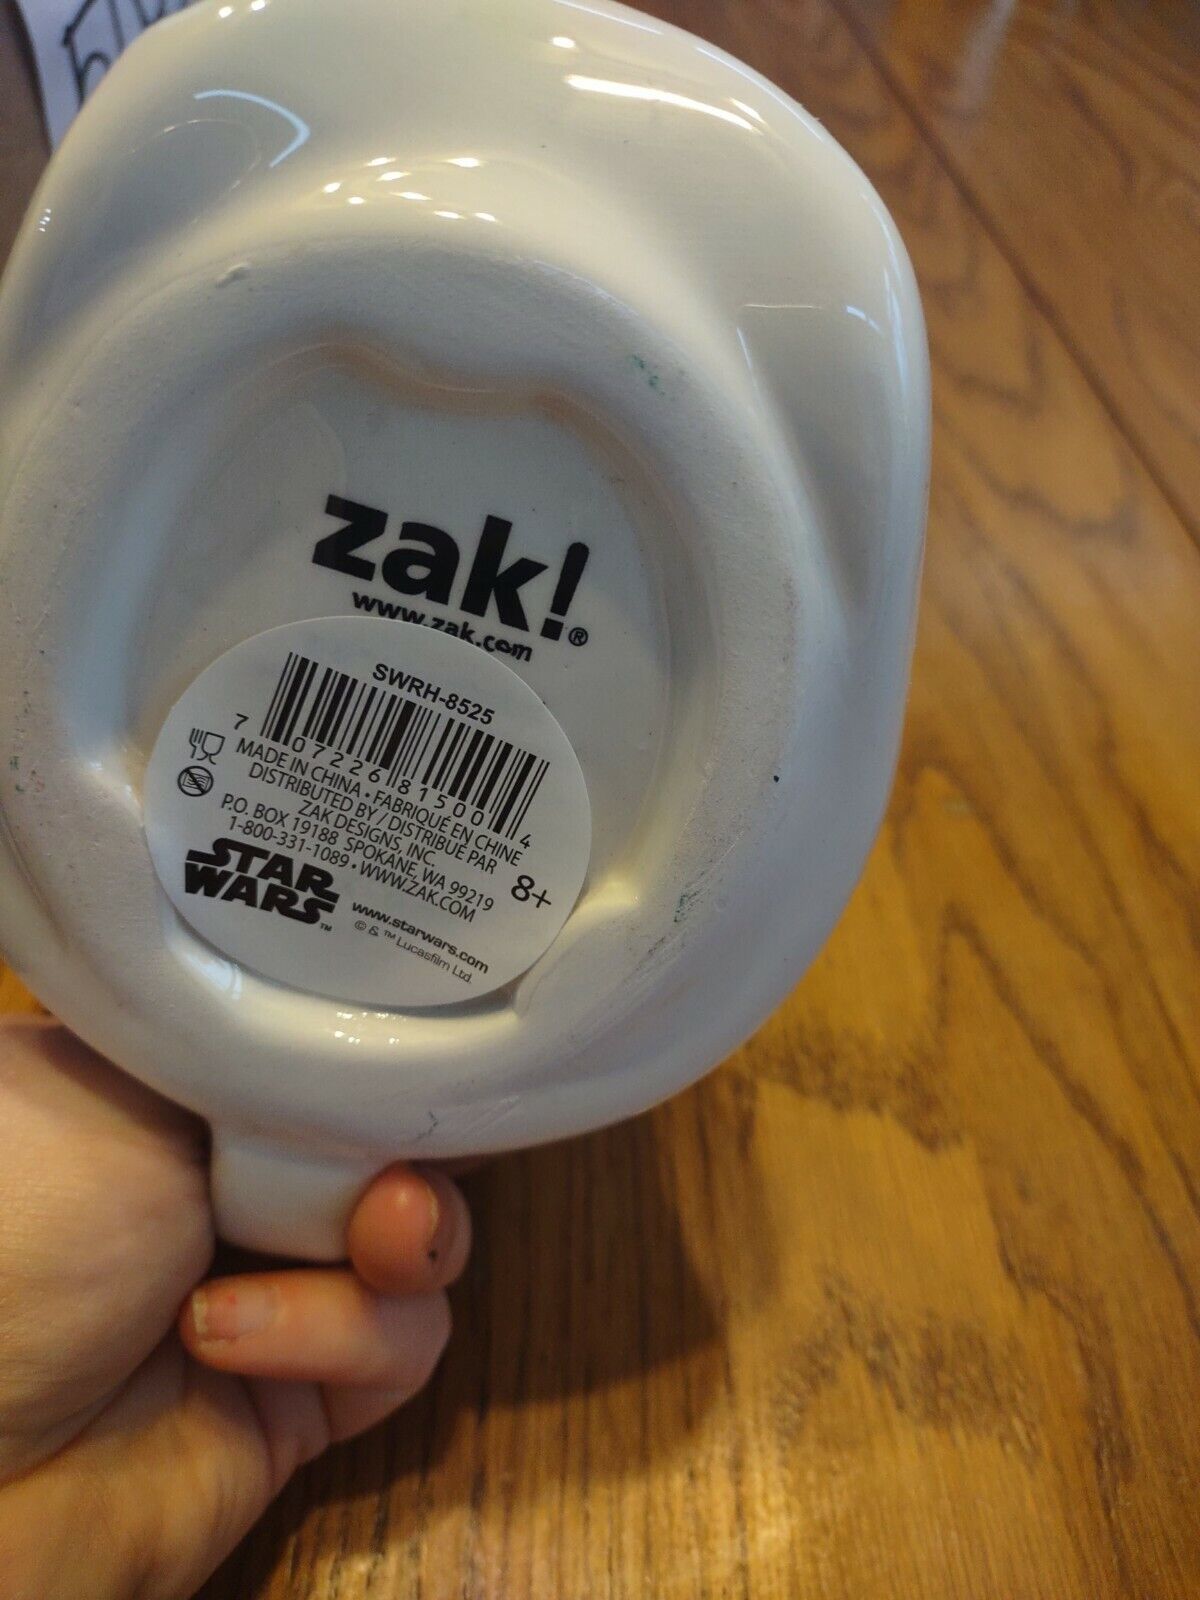 zak!®
www.zak.com
SWRH-8525
7 07226 81500 4
MADE IN CHINA • FABRIQUÉ EN CHINE
DISTRIBUTED BY / DISTRIBUÉ PAR
ZAK DESIGNS, INC.
P.O. BOX 19188 SPOKANE, WA 99219
1-800-331-1089 • WWW.ZAK.COM
8+
STAR
WARS™
www.starwars.com
© & ™ Lucasfilm Ltd.